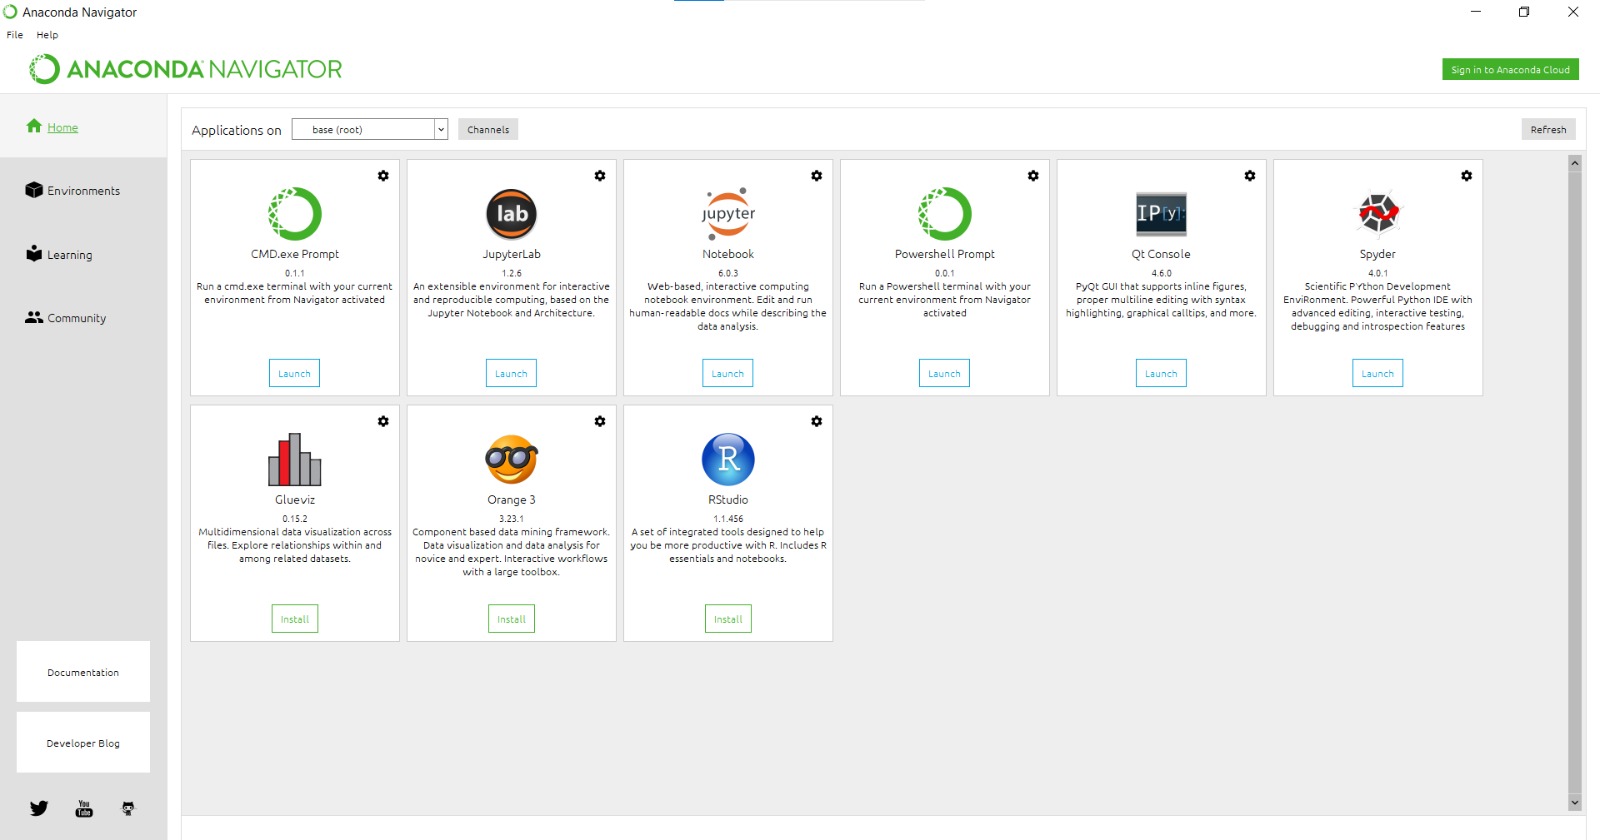 Anaconda Navigator
File Help
ANACONDA NAVIGATOR
Sign in to Anaconda Cloud
Home
Environments
Learning
Community
Documentation
Developer Blog
You
Tube
Applications on
base (root)
Channels
Refresh
CMD.exe Prompt
0.1.1
Run a cmd.exe terminal with your current
environment from Navigator activated
Launch
lab
JupyterLab
1.2.6
An extensible environment for interactive
and reproducible computing, based on the
Jupyter Notebook and Architecture.
Launch
jupyter
Notebook
6.0.3
Web-based, interactive computing
notebook environment. Edit and run
human-readable docs while describing the
data analysis.
Launch
Powershell Prompt
0.0.1
Run a Powershell terminal with your
current environment from Navigator
activated
Launch
IP[y]:
Qt Console
4.6.0
PyQt GUI that supports inline figures,
proper multiline editing with syntax
highlighting, graphical calltips, and more.
Launch
Spyder
4.0.1
Scientific PYthon Development
EnviRonment. Powerful Python IDE with
advanced editing, interactive testing,
debugging and introspection features
Launch
Glueviz
0.15.2
Multidimensional data visualization across
files. Explore relationships within and
among related datasets.
Install
Orange 3
3.23.1
Component based data mining framework.
Data visualization and data analysis for
novice and expert. Interactive workflows
with a large toolbox.
Install
R
RStudio
1.1.456
A set of integrated tools designed to help
you be more productive with R. Includes R
essentials and notebooks.
Install